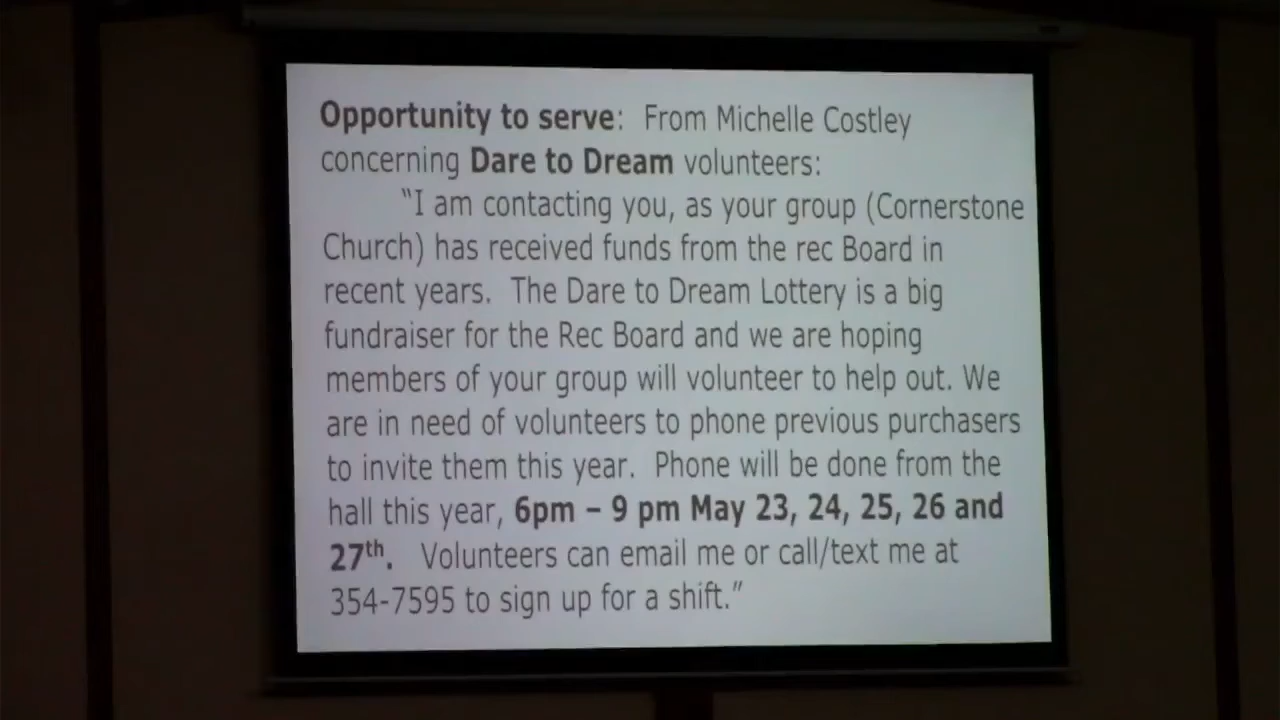 Opportunity to serve:  From Michelle Costley
concerning Dare to Dream volunteers:
“I am contacting you, as your group (Cornerstone
Church) has received funds from the rec Board in
recent years.  The Dare to Dream Lottery is a big
fundraiser for the Rec Board and we are hoping
members of your group will volunteer to help out. We
are in need of volunteers to phone previous purchasers
to invite them this year.  Phone will be done from the
hall this year, 6pm – 9 pm May 23, 24, 25, 26 and
27th.  Volunteers can email me or call/text me at
354-7595 to sign up for a shift.”